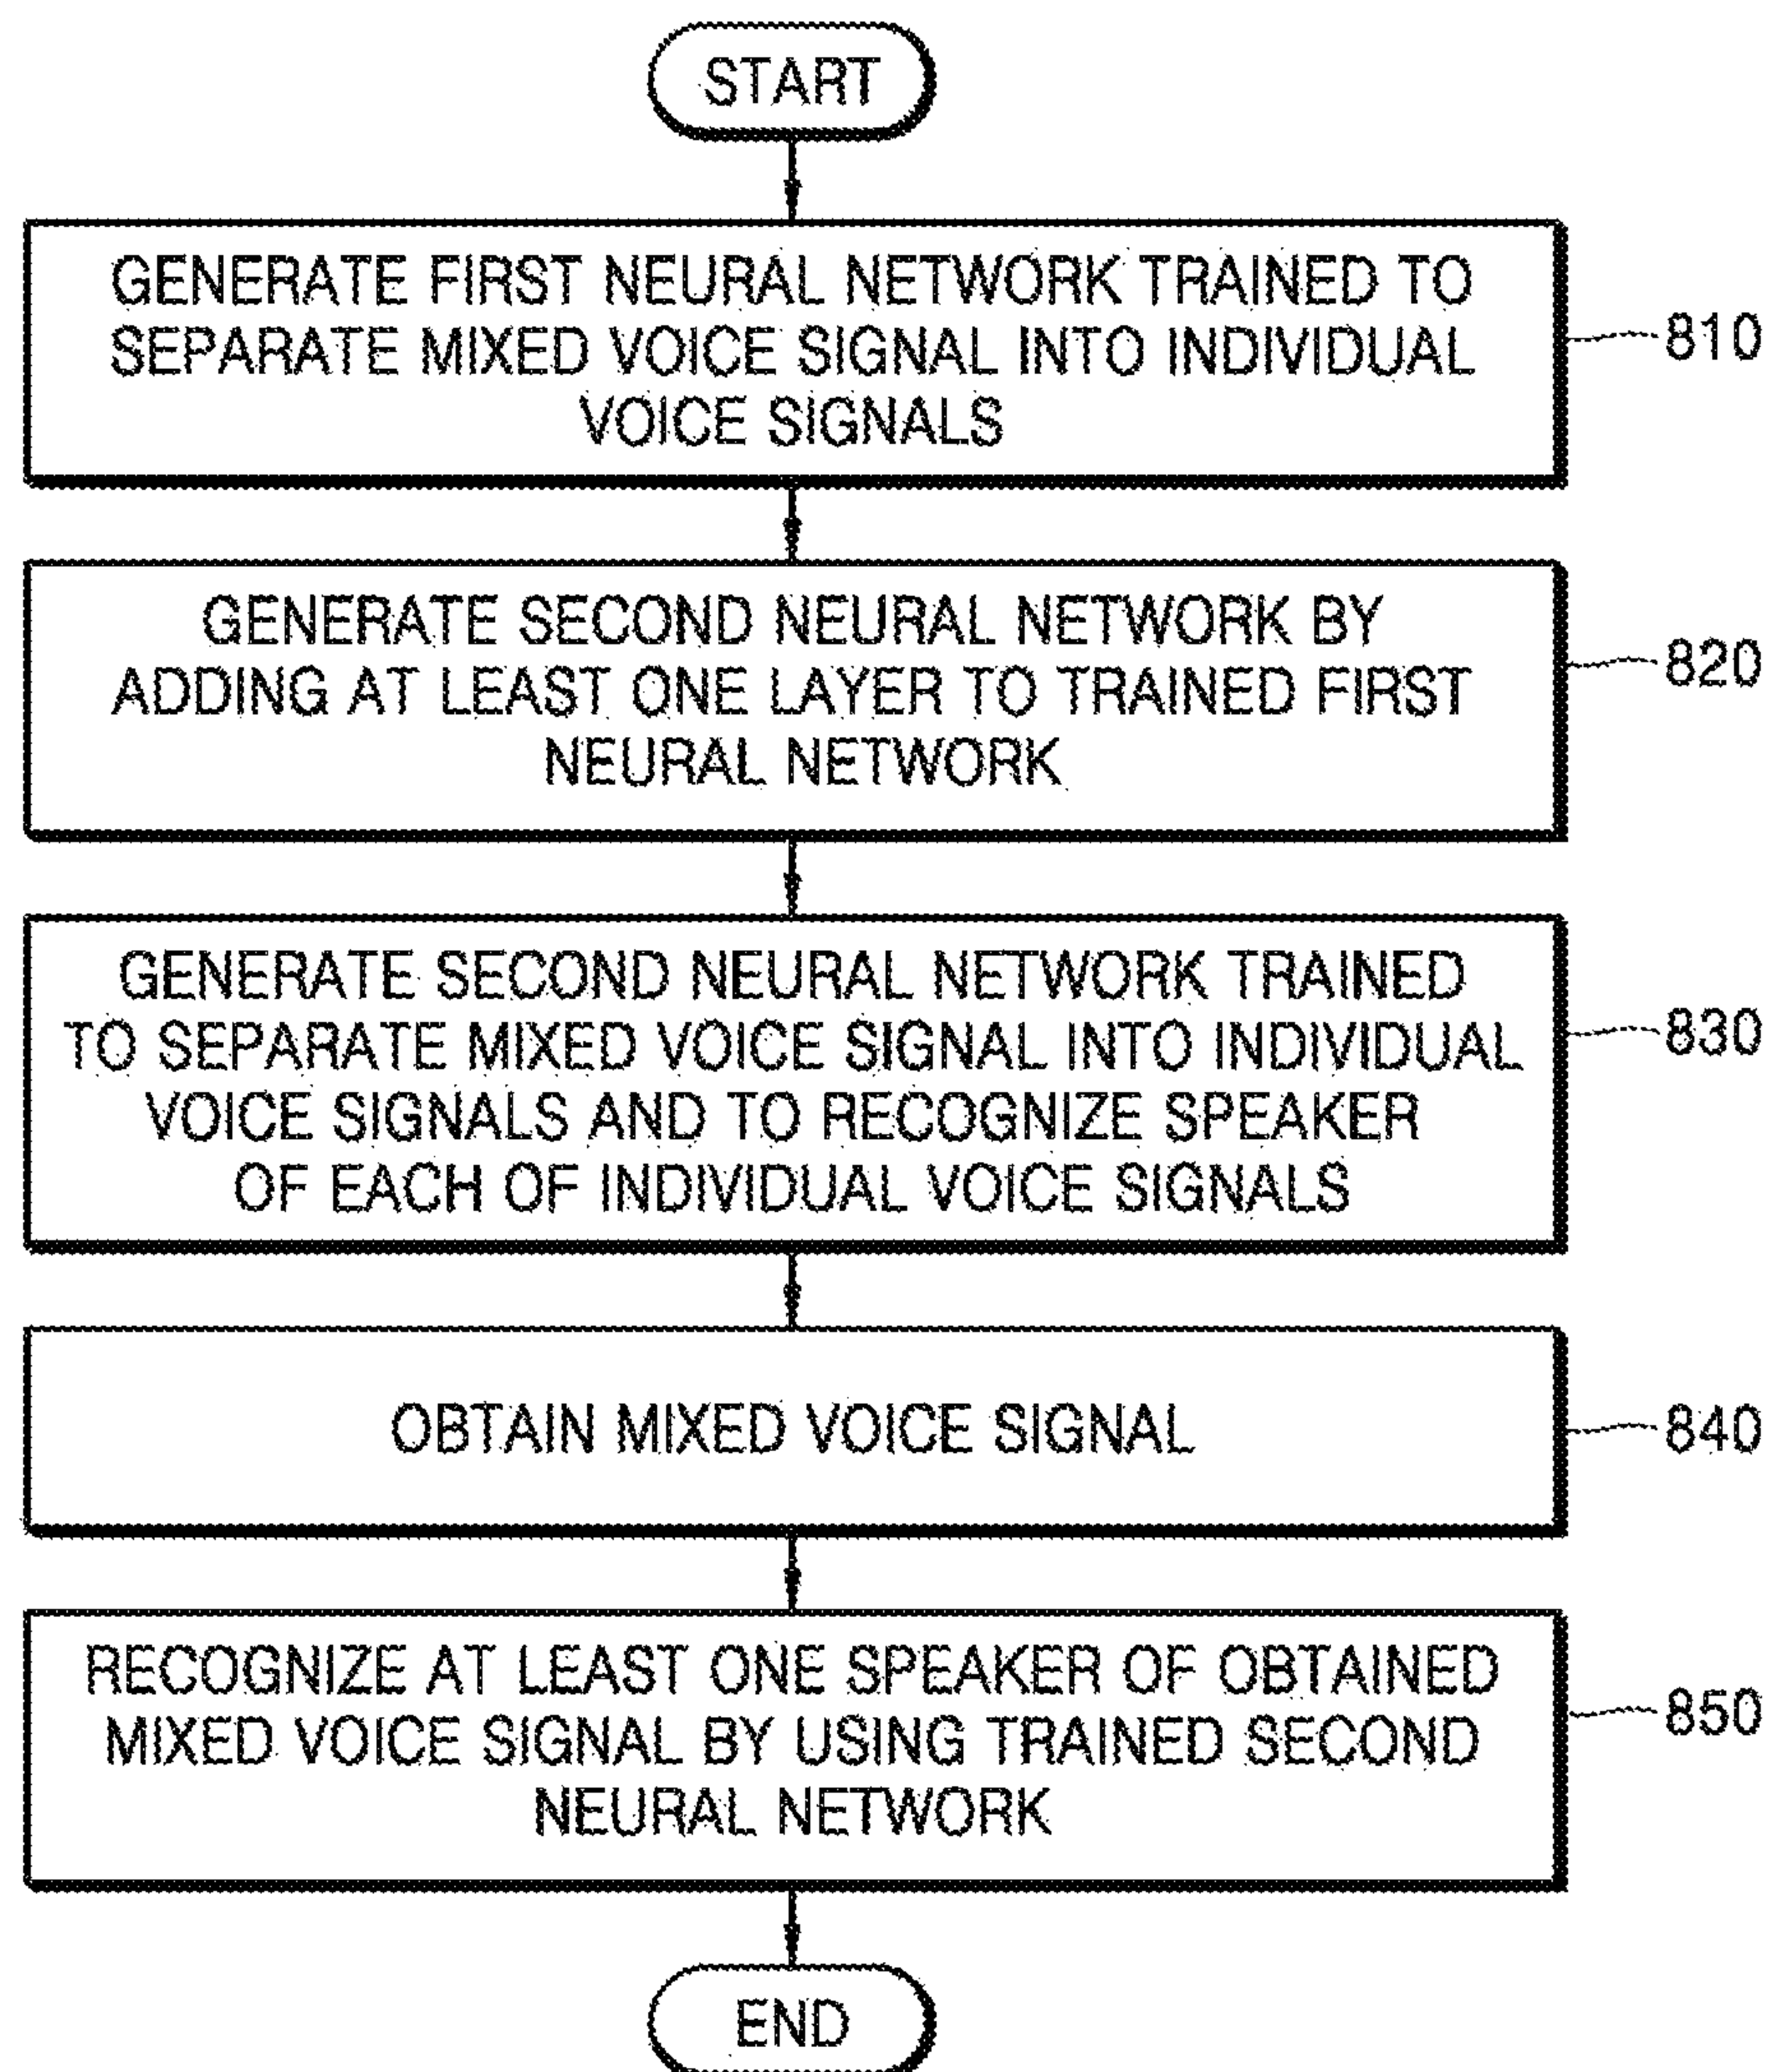 START
GENERATE FIRST NEURAL NETWORK TRAINED TO
SEPARATE MIXED VOICE SIGNAL INTO INDIVIDUAL
VOICE SIGNALS
810
GENERATE SECOND NEURAL NETWORK BY
ADDING AT LEAST ONE LAYER TO TRAINED FIRST
NEURAL NETWORK
820
GENERATE SECOND NEURAL NETWORK TRAINED
TO SEPARATE MIXED VOICE SIGNAL INTO INDIVIDUAL
VOICE SIGNALS AND TO RECOGNIZE SPEAKER
OF EACH OF INDIVIDUAL VOICE SIGNALS
830
OBTAIN MIXED VOICE SIGNAL
840
RECOGNIZE AT LEAST ONE SPEAKER OF OBTAINED
MIXED VOICE SIGNAL BY USING TRAINED SECOND
NEURAL NETWORK
850
END